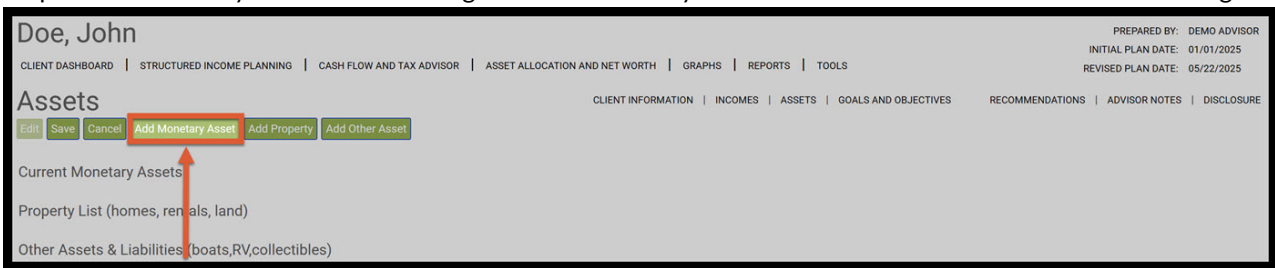 Doe, John
PREPARED BY: DEMO ADVISOR
INITIAL PLAN DATE: 01/01/2025
CLIENT DASHBOARD | STRUCTURED INCOME PLANNING | CASH FLOW AND TAX ADVISOR | ASSET ALLOCATION AND NET WORTH | GRAPHS | REPORTS | TOOLS
REVISED PLAN DATE: 05/22/2025
Assets
CLIENT INFORMATION | INCOMES | ASSETS | GOALS AND OBJECTIVES RECOMMENDATIONS | ADVISOR NOTES | DISCLOSURE
Edit Save Cancel Add Monetary Asset Add Property Add Other Asset
Current Monetary Assets
Property List (homes, rentals, land)
Other Assets & Liabilities (boats,RV,collectibles)